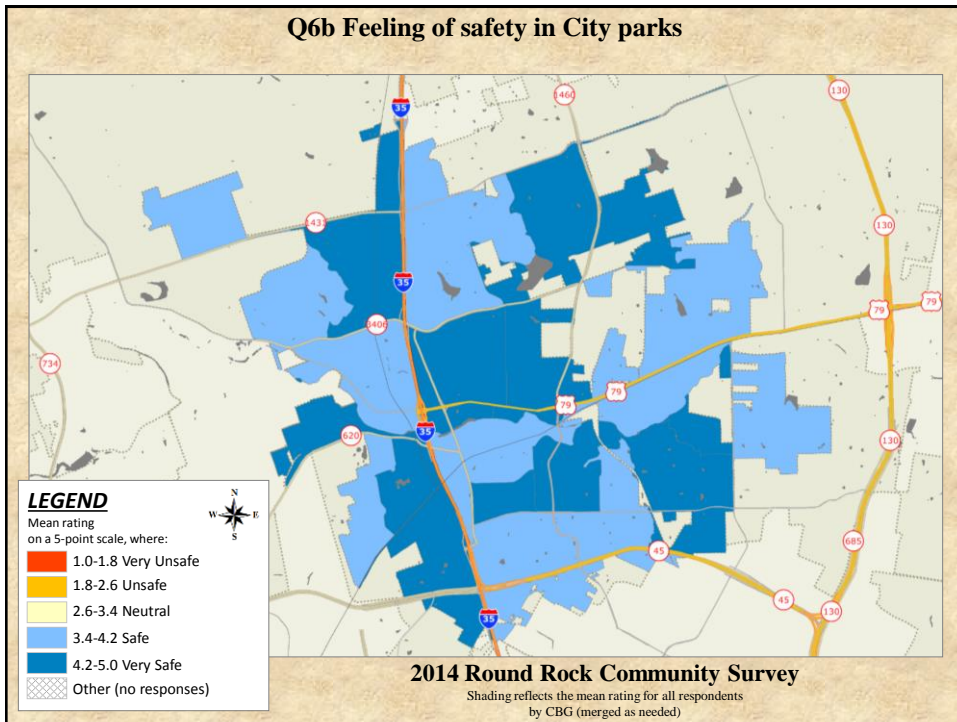 Q6b Feeling of safety in City parks
35
1460
130
1431
130
35
79
79
3406
734
79
79
620
35
130
LEGEND
Mean rating
on a 5-point scale, where:
1.0-1.8 Very Unsafe
1.8-2.6 Unsafe
2.6-3.4 Neutral
3.4-4.2 Safe
4.2-5.0 Very Safe
Other (no responses)
N
W E
S
45
685
45
130
35
2014 Round Rock Community Survey
Shading reflects the mean rating for all respondents
by CBG (merged as needed)